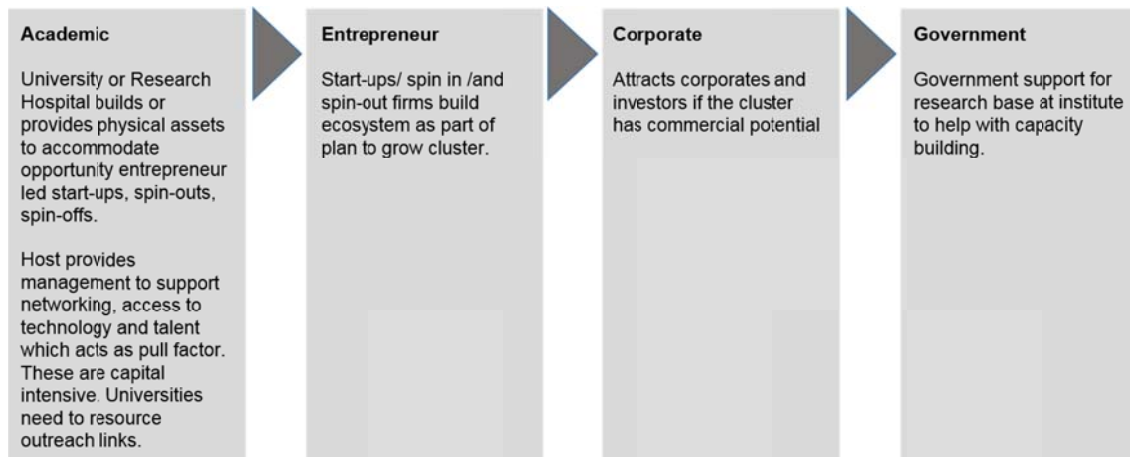 Academic
University or Research
Hospital builds or
provides physical assets
to accommodate
opportunity entrepreneur
led start-ups, spin-outs,
spin-offs.
Host provides
management to support
networking, access to
technology and talent
which acts as pull factor.
These are capital
intensive. Universities
need to resource
outreach links.
Entrepreneur
Start-ups/ spin in /and
spin-out firms build
ecosystem as part of
plan to grow cluster.
Corporate
Attracts corporates and
investors if the cluster
has commercial potential
Government
Government support for
research base at institute
to help with capacity
building.